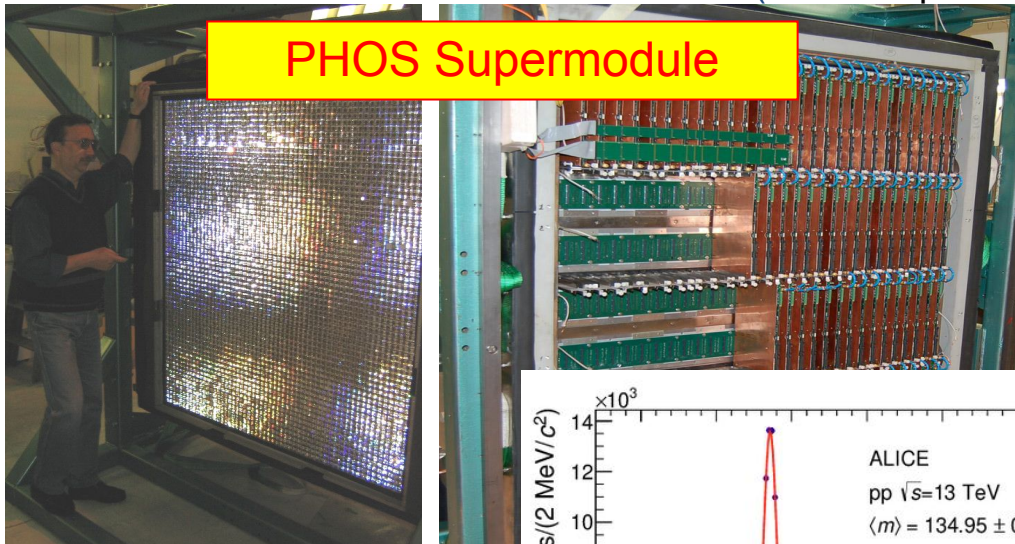 PHOS Supermodule
×10³
14
12
10
/(2 MeV/c²)
ALICE
pp √s=13 TeV
⟨m⟩ = 134.95 ±